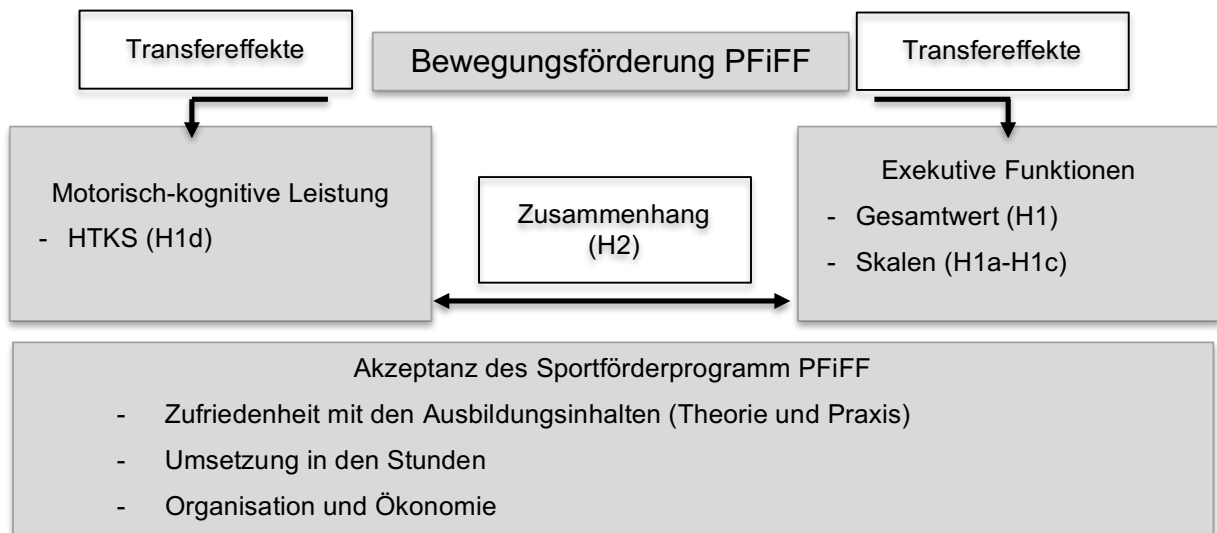 Transfereffekte
Bewegungsförderung PFiFF
Transfereffekte
Motorisch-kognitive Leistung
- HTKS (H1d)
Zusammenhang
(H2)
Exekutive Funktionen
- Gesamtwert (H1)
- Skalen (H1a-H1c)
Akzeptanz des Sportförderprogramm PFiFF
- Zufriedenheit mit den Ausbildungsinhalten (Theorie und Praxis)
- Umsetzung in den Stunden
- Organisation und Ökonomie